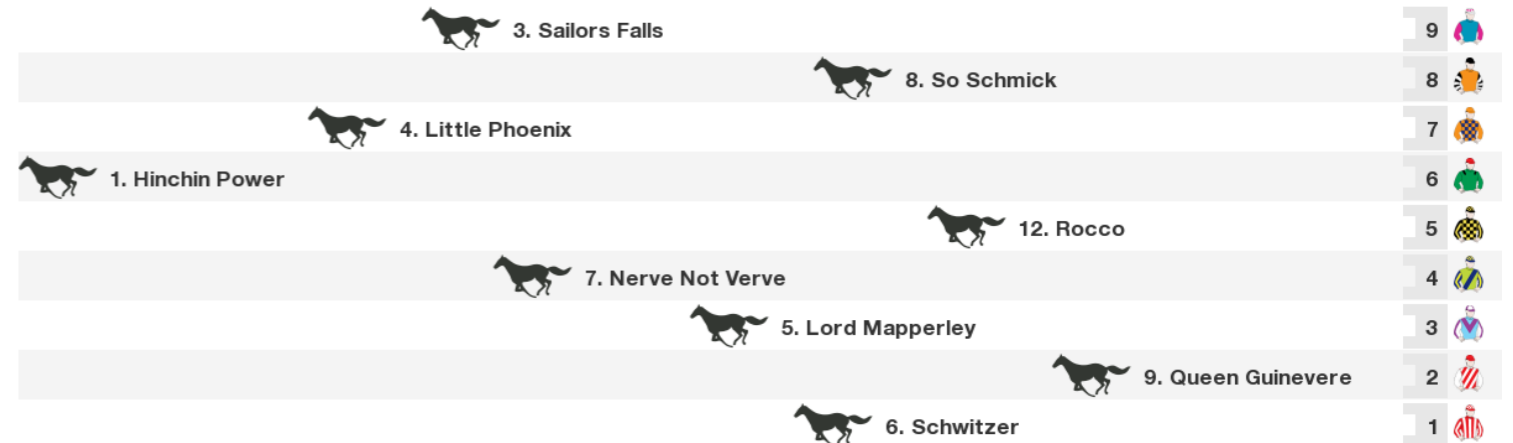 3. Sailors Falls 9
8. So Schmick 8
4. Little Phoenix 7
1. Hinchin Power 6
12. Rocco 5
7. Nerve Not Verve 4
5. Lord Mapperley 3
9. Queen Guinevere 2
6. Schwitzer 1